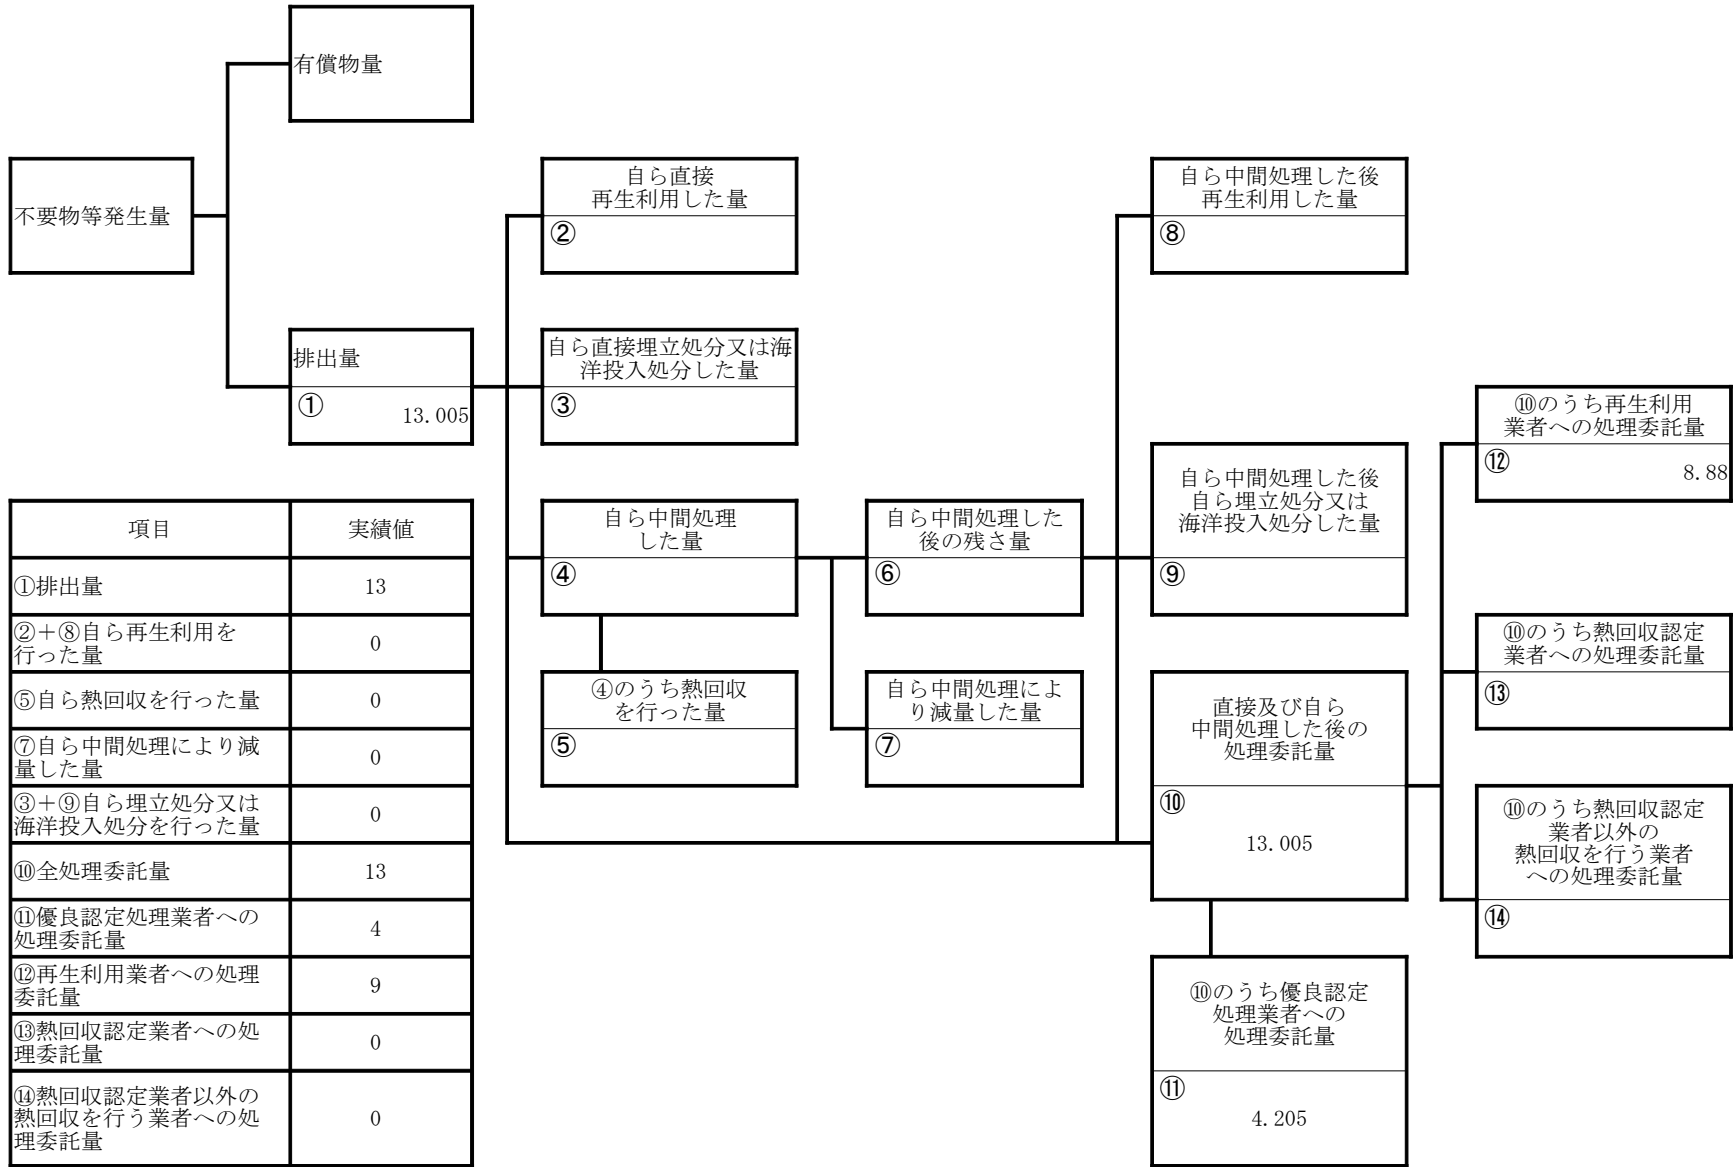 有償物量
不要物等発生量
自ら直接
再生利用した量
②
自ら中間処理した後
再生利用した量
⑧
排出量
①
13.005
自ら直接埋立処分又は海
洋投入処分した量
③
⑩のうち再生利用
業者への処理委託量
⑫
8.88
自ら中間処理
した量
④
自ら中間処理した
後の残さ量
⑥
自ら中間処理した後
自ら埋立処分又は
海洋投入処分した量
⑨
⑩のうち熱回収認定
業者への処理委託量
⑬
④のうち熱回収
を行った量
⑤
自ら中間処理によ
り減量した量
⑦
直接及び自ら
中間処理した後の
処理委託量
⑩
13.005
⑩のうち熱回収認定
業者以外の
熱回収を行う業者
への処理委託量
⑭
⑩のうち優良認定
処理業者への
処理委託量
⑪
4.205
項目 実績値
①排出量 13
②+⑧自ら再生利用を
行った量 0
⑤自ら熱回収を行った量 0
⑦自ら中間処理により減
量した量 0
③+⑨自ら埋立処分又は
海洋投入処分を行った量 0
⑩全処理委託量 13
⑪優良認定処理業者への
処理委託量 4
⑫再生利用業者への処理
委託量 9
⑬熱回収認定業者への処
理委託量 0
⑭熱回収認定業者以外の
熱回収を行う業者への処
理委託量 0